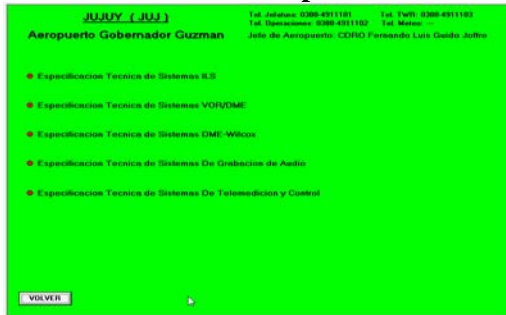 JUJUY ( JUJ )
Tel. Jefatura: 0388-4911101 Tel. TWR: 0388-4911103
Tel. Operaciones: 0388-4911102 Tel. Meteo: --
Aeropuerto Gobernador Guzman
Jefe de Aeropuerto: CDRO Fernando Luis Guido Joffre
Especificacion Tecnica de Sistemas ILS
Especificacion Tecnica de Sistemas VOR/DME
Especificacion Tecnica de Sistemas DME-Wilcox
Especificacion Tecnica de Sistemas De Grabacion de Audio
Especificacion Tecnica de Sistemas De Telemedicion y Control
VOLVER